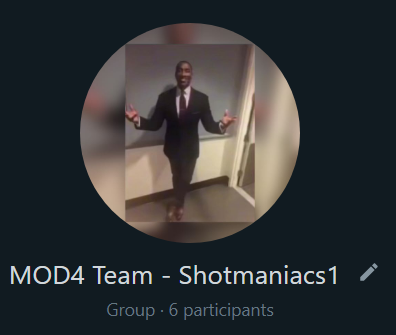 MOD4 Team - Shotmaniacs1
Group · 6 participants